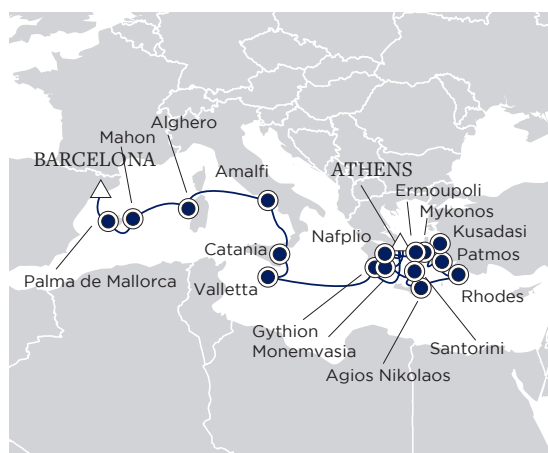 Alghero
Mahon
BARCELONA
Amalfi
ATHENS
Ermoupoli
Mykonos
Kusadasi
Nafplio
Patmos
Catania
Palma de Mallorca
Valletta
Rhodes
Gythion
Monemvasia
Santorini
Agios Nikolaos